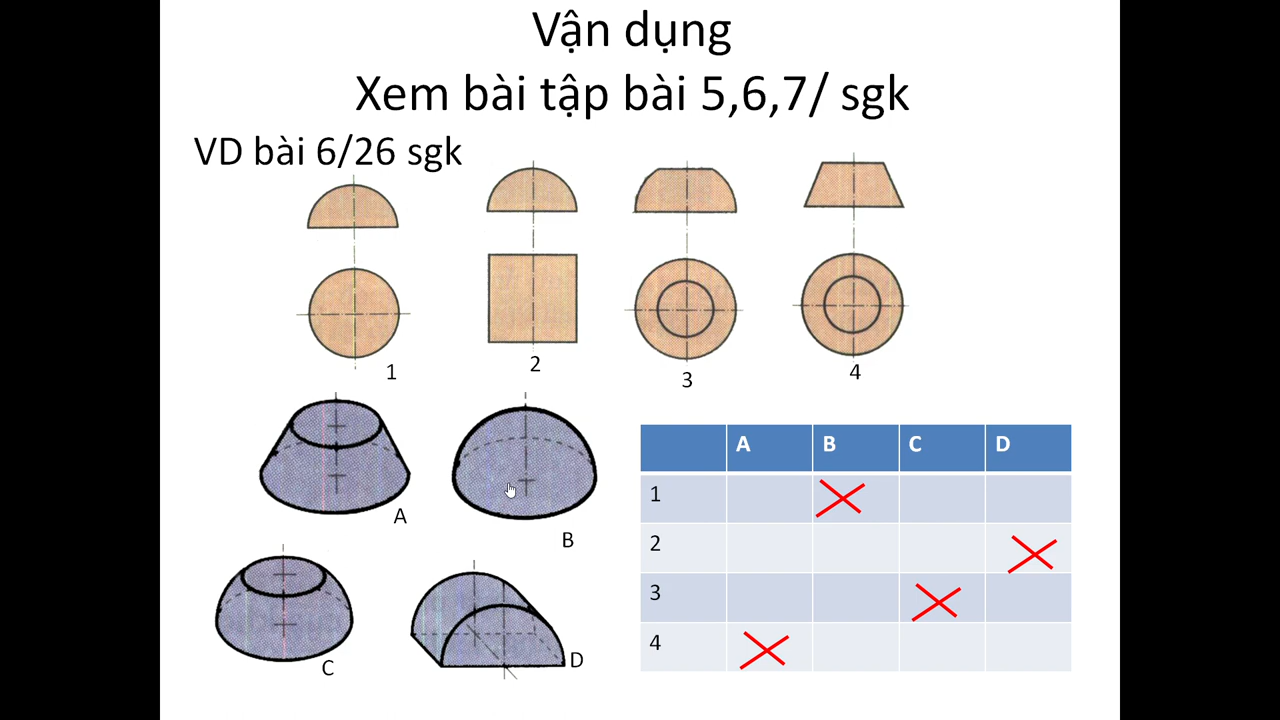 Vận dụng
Xem bài tập bài 5,6,7/ sgk
VD bài 6/26 sgk
1
2
3
4
A
B
C
D
A B C D
1
2
3
4